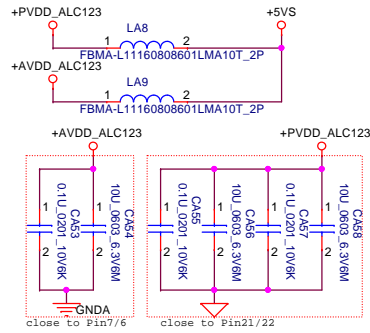 +PVDD_ALC123
LA8
+5VS
1
2
FBMA-L11160808601LMA10T_2P
+AVDD_ALC123
LA9
1
2
FBMA-L11160808601LMA10T_2P
+AVDD_ALC123
+PVDD_ALC123
1
2
CA53
0.1U_0201_10V6K
1
2
CA54
10U_0603_6.3V6M
1
2
CA55
0.1U_0201_10V6K
1
2
CA56
10U_0603_6.3V6M
1
2
CA57
0.1U_0201_10V6K
1
2
CA58
10U_0603_6.3V6M
GNDA
close to Pin7/6
close to Pin21/22